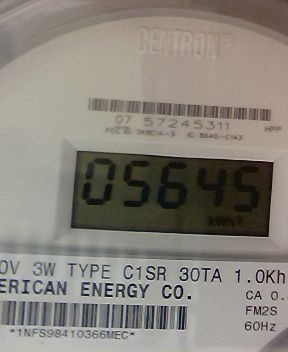 CENTRON®
07 57245311
HPP
05645
kWh
0V 3W TYPE C1SR 30TA 1.0Kh
ERICAN ENERGY CO.
CA 0.
FM2S
60Hz
*1NFS98410366MEC*